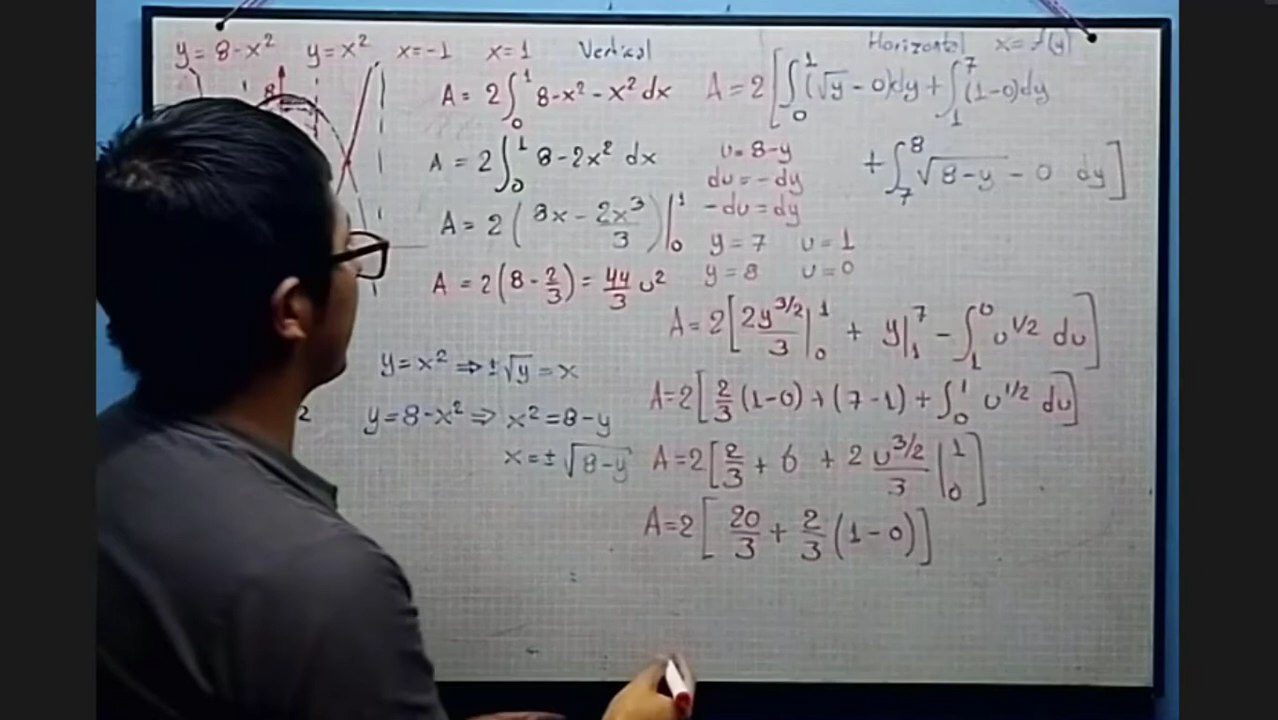 y = 8 - x² y = x² x = -1 x = 1 Vertical
8
A = 2∫₀¹ 8 - x² - x² dx
A = 2∫₀¹ 8 - 2x² dx
A = 2(8x - 2x³/3)|₀¹
A = 2(8 - 2/3) = 44/3 u²
y = x² ⇒ ±√y = x
y = 8 - x² ⇒ x² = 8 - y
x = ±√(8 - y)
2
Horizontal x = f(y)
A = 2[∫₀¹ (√y - 0)dy + ∫₁⁷ (1 - 0)dy
+ ∫₇⁸ √(8 - y) - 0 dy]
u = 8 - y
du = -dy
-du = dy
y = 7 u = 1
y = 8 u = 0
A = 2[2y^(3/2)/3|₀¹ + y|₁⁷ - ∫₁⁰ u^(1/2) du]
A = 2[2/3 (1 - 0) + (7 - 1) + ∫₀¹ u^(1/2) du]
A = 2[2/3 + 6 + 2u^(3/2)/3|₀¹]
A = 2[20/3 + 2/3 (1 - 0)]